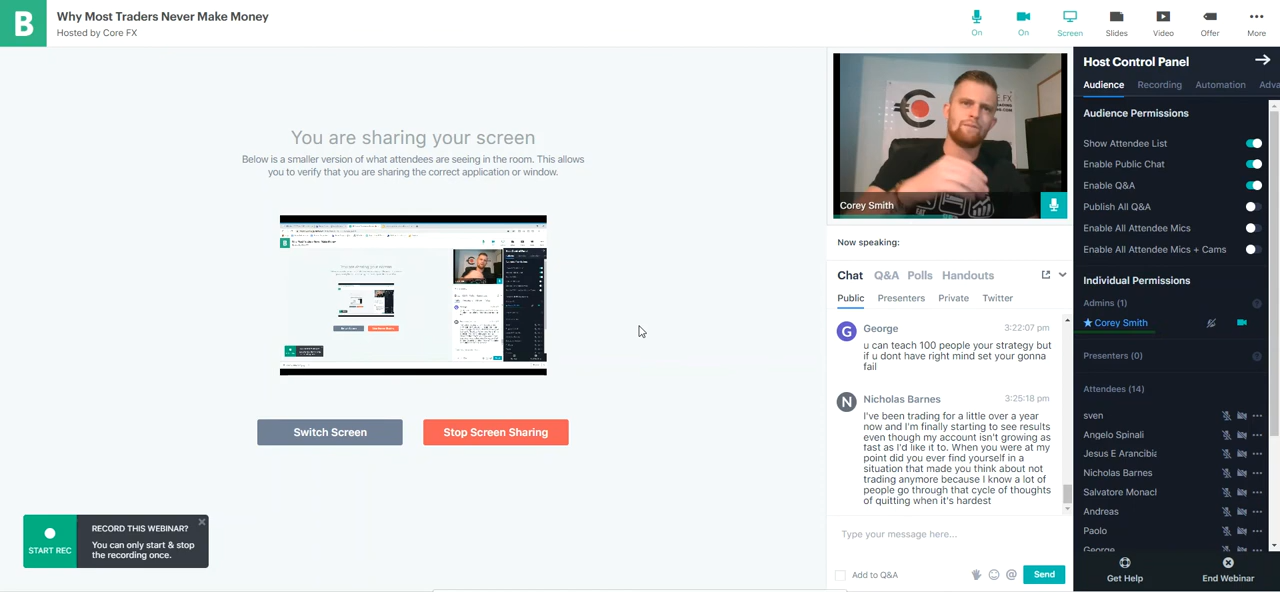 B
Why Most Traders Never Make Money
Hosted by Core FX
On
On
Screen
Slides
Video
Offer
More
You are sharing your screen
Below is a smaller version of what attendees are seeing in the room. This allows
you to verify that you are sharing the correct application or window.
Switch Screen
Stop Screen Sharing
START REC
RECORD THIS WEBINAR?
You can only start & stop
the recording once.
Corey Smith
Now speaking:
Chat
Q&A
Polls
Handouts
Public
Presenters
Private
Twitter
G
George
3:22:07 pm
u can teach 100 people your strategy but
if u dont have right mind set your gonna
fail
N
Nicholas Barnes
3:25:18 pm
I've been trading for a little over a year
now and I'm finally starting to see results
even though my account isn't growing as
fast as I'd like it to. When you were at my
point did you ever find yourself in a
situation that made you think about not
trading anymore because I know a lot of
people go through that cycle of thoughts
of quitting when it's hardest
Type your message here...
Add to Q&A
Send
Host Control Panel
Audience
Recording
Automation
Adva
Audience Permissions
Show Attendee List
Enable Public Chat
Enable Q&A
Publish All Q&A
Enable All Attendee Mics
Enable All Attendee Mics + Cams
Individual Permissions
Admins (1)
Corey Smith
Presenters (0)
Attendees (14)
sven
Angelo Spinali
Jesus E Arancibia
Nicholas Barnes
Salvatore Monacl
Andreas
Paolo
George
Get Help
End Webinar